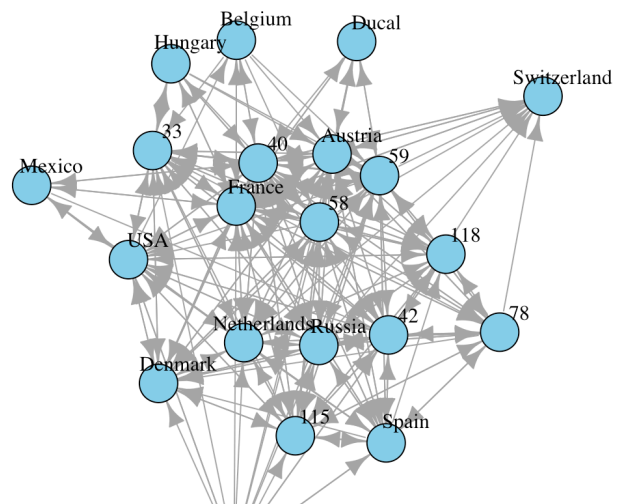 Belgium
Ducal
Hungary
Switzerland
33
40
Austria
59
Mexico
France
58
USA
118
Netherlands
Russia
42
78
Denmark
115
Spain